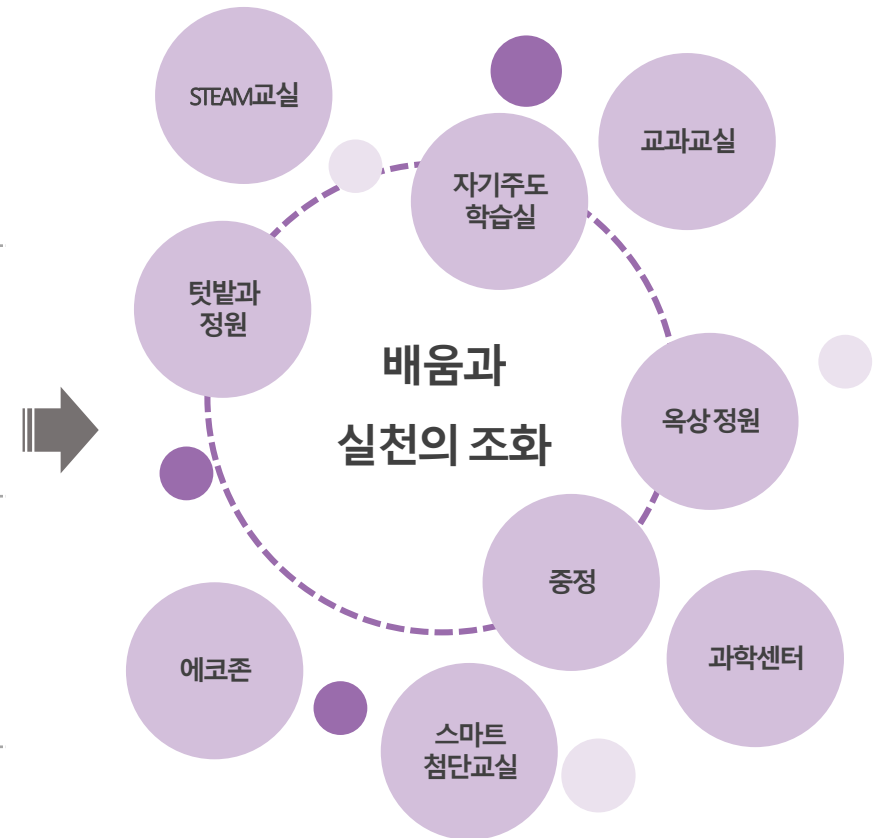 STEAM교실
교과교실
자기주도
학습실
텃밭과
정원
배움과
실천의 조화
옥상 정원
중정
과학센터
에코존
스마트
첨단교실